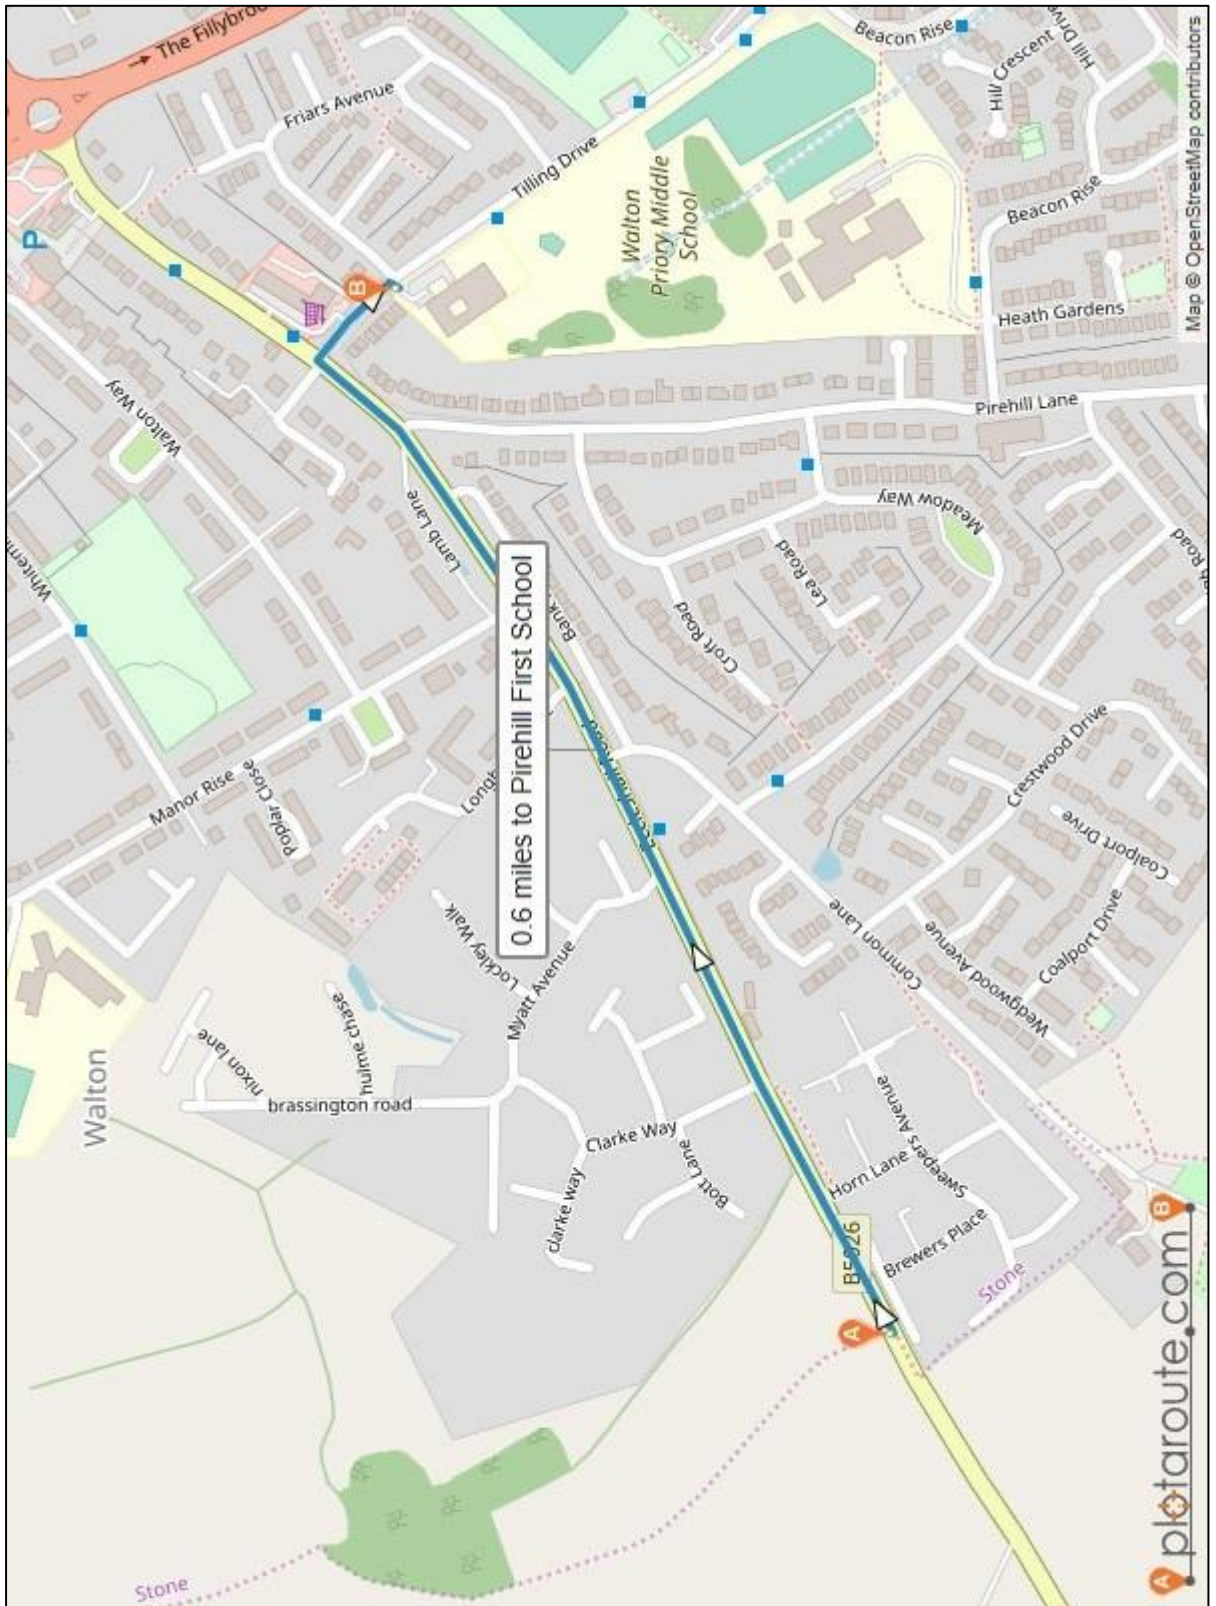 The Fillybroo
Friars Avenue
Tilling Drive
Beacon Rise
Hill Crescent
Hill Drive
Beacon Rise
Heath Gardens
Walton
Priory Middle
School
P
B
Walton Way
Lamb Lane
Pirehill Lane
Meadow Way
Lea Road
Croft Road
Bank
0.6 miles to Pirehill First School
Manor Rise
Poplar Close
Crestwood Drive
Coalport Drive
Coalport Drive
Wedgwood Avenue
Common Lane
Lockley Walk
Myatt Avenue
nixon lane
hulme chase
brassington road
Walton
Clarke Way
clarke way
Bott Lane
Horn Lane
Sweepers Avenue
Brewers Place
Stone
A
Stone
A
plotaroute.com
B
Map © OpenStreetMap contributors